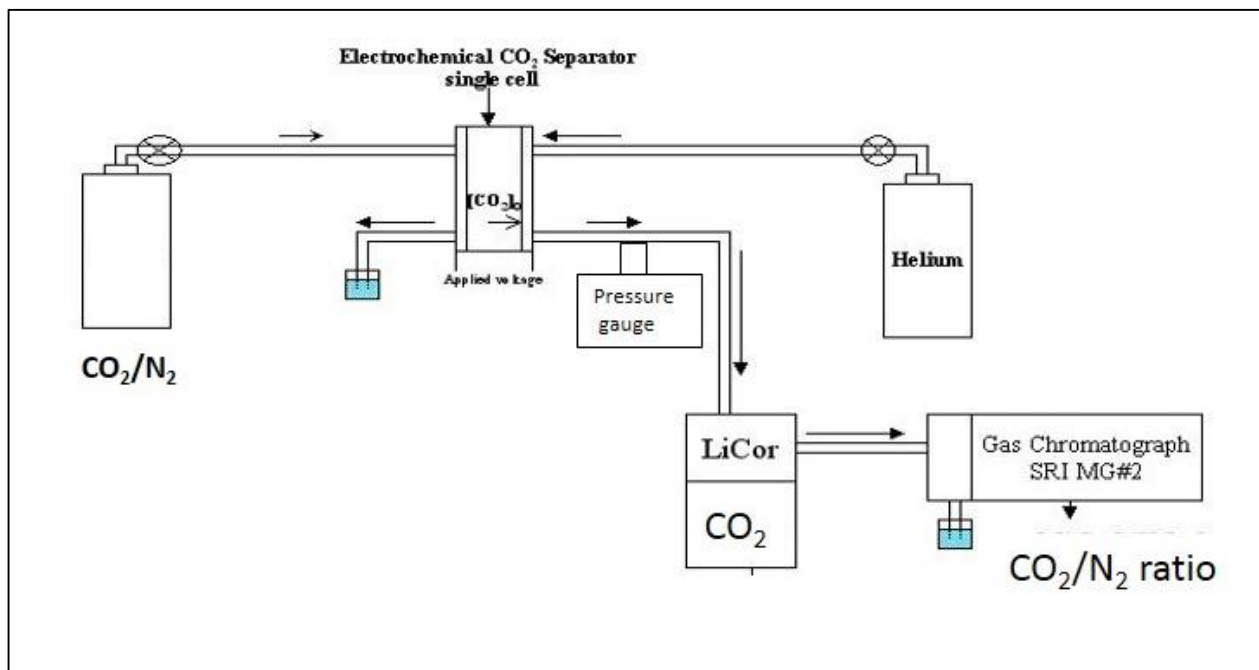 Electrochemical CO₂ Separator
single cell
[CO₂]ₒ
Helium
Applied voltage
Pressure
gauge
CO₂/N₂
LiCor
Gas Chromatograph
SRI MG#2
CO₂
CO₂/N₂ ratio